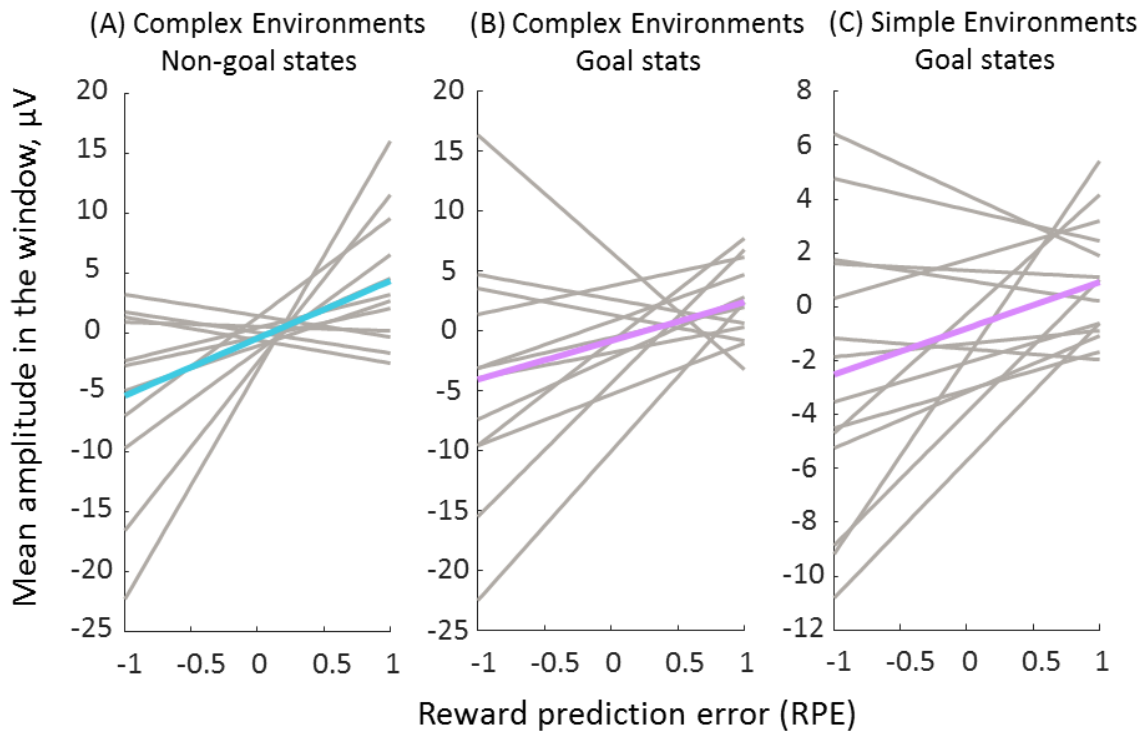 (A) Complex Environments
Non-goal states
(B) Complex Environments
Goal stats
(C) Simple Environments
Goal states
Mean amplitude in the window, µV
20
15
10
5
0
-5
-10
-15
-20
-25
-1 -0.5 0 0.5 1
20
15
10
5
0
-5
-10
-15
-20
-25
-1 -0.5 0 0.5 1
8
6
4
2
0
-2
-4
-6
-8
-10
-12
-1 -0.5 0 0.5 1
Reward prediction error (RPE)